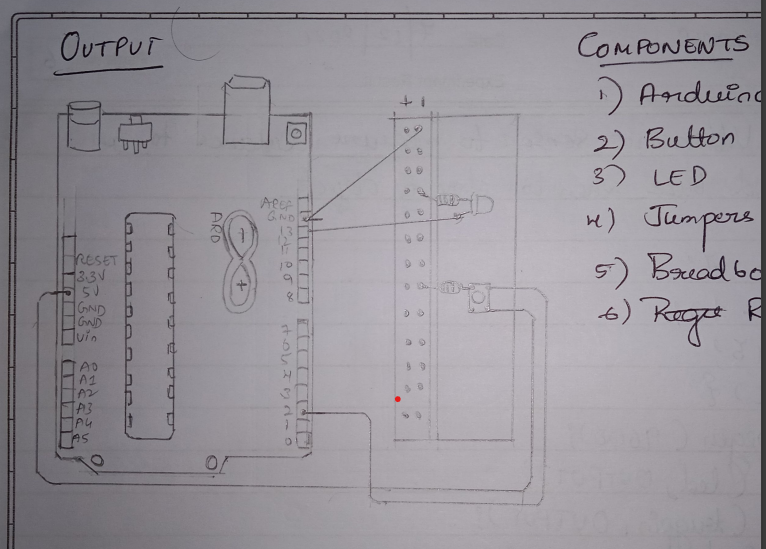 OUTPUT
COMPONENTS
1) Arduino
2) Button
3) LED
4) Jumpers
5) Breadbo
6)
+ -
AREF
GND
13
12
11
10
9
8
7
6
5
4
3
2
1
0
ARD
- +
RESET
3.3V
5V
GND
GND
Vin
A0
A1
A2
A3
A4
A5